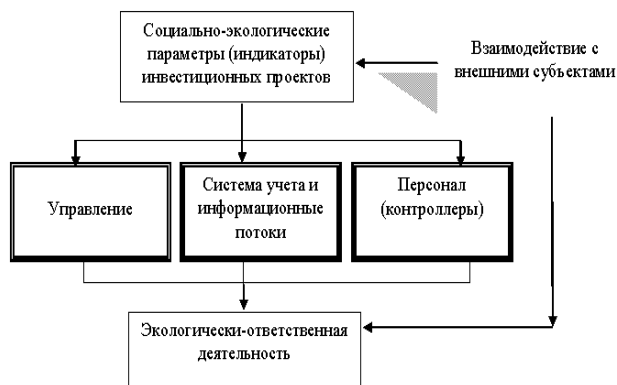 Социально-экологические
параметры (индикаторы)
инвестиционных проектов
Взаимодействие с
внешними субъектами
Управление
Система учета и
информационные
потоки
Персонал
(контроллеры)
Экологически-ответственная
деятельность